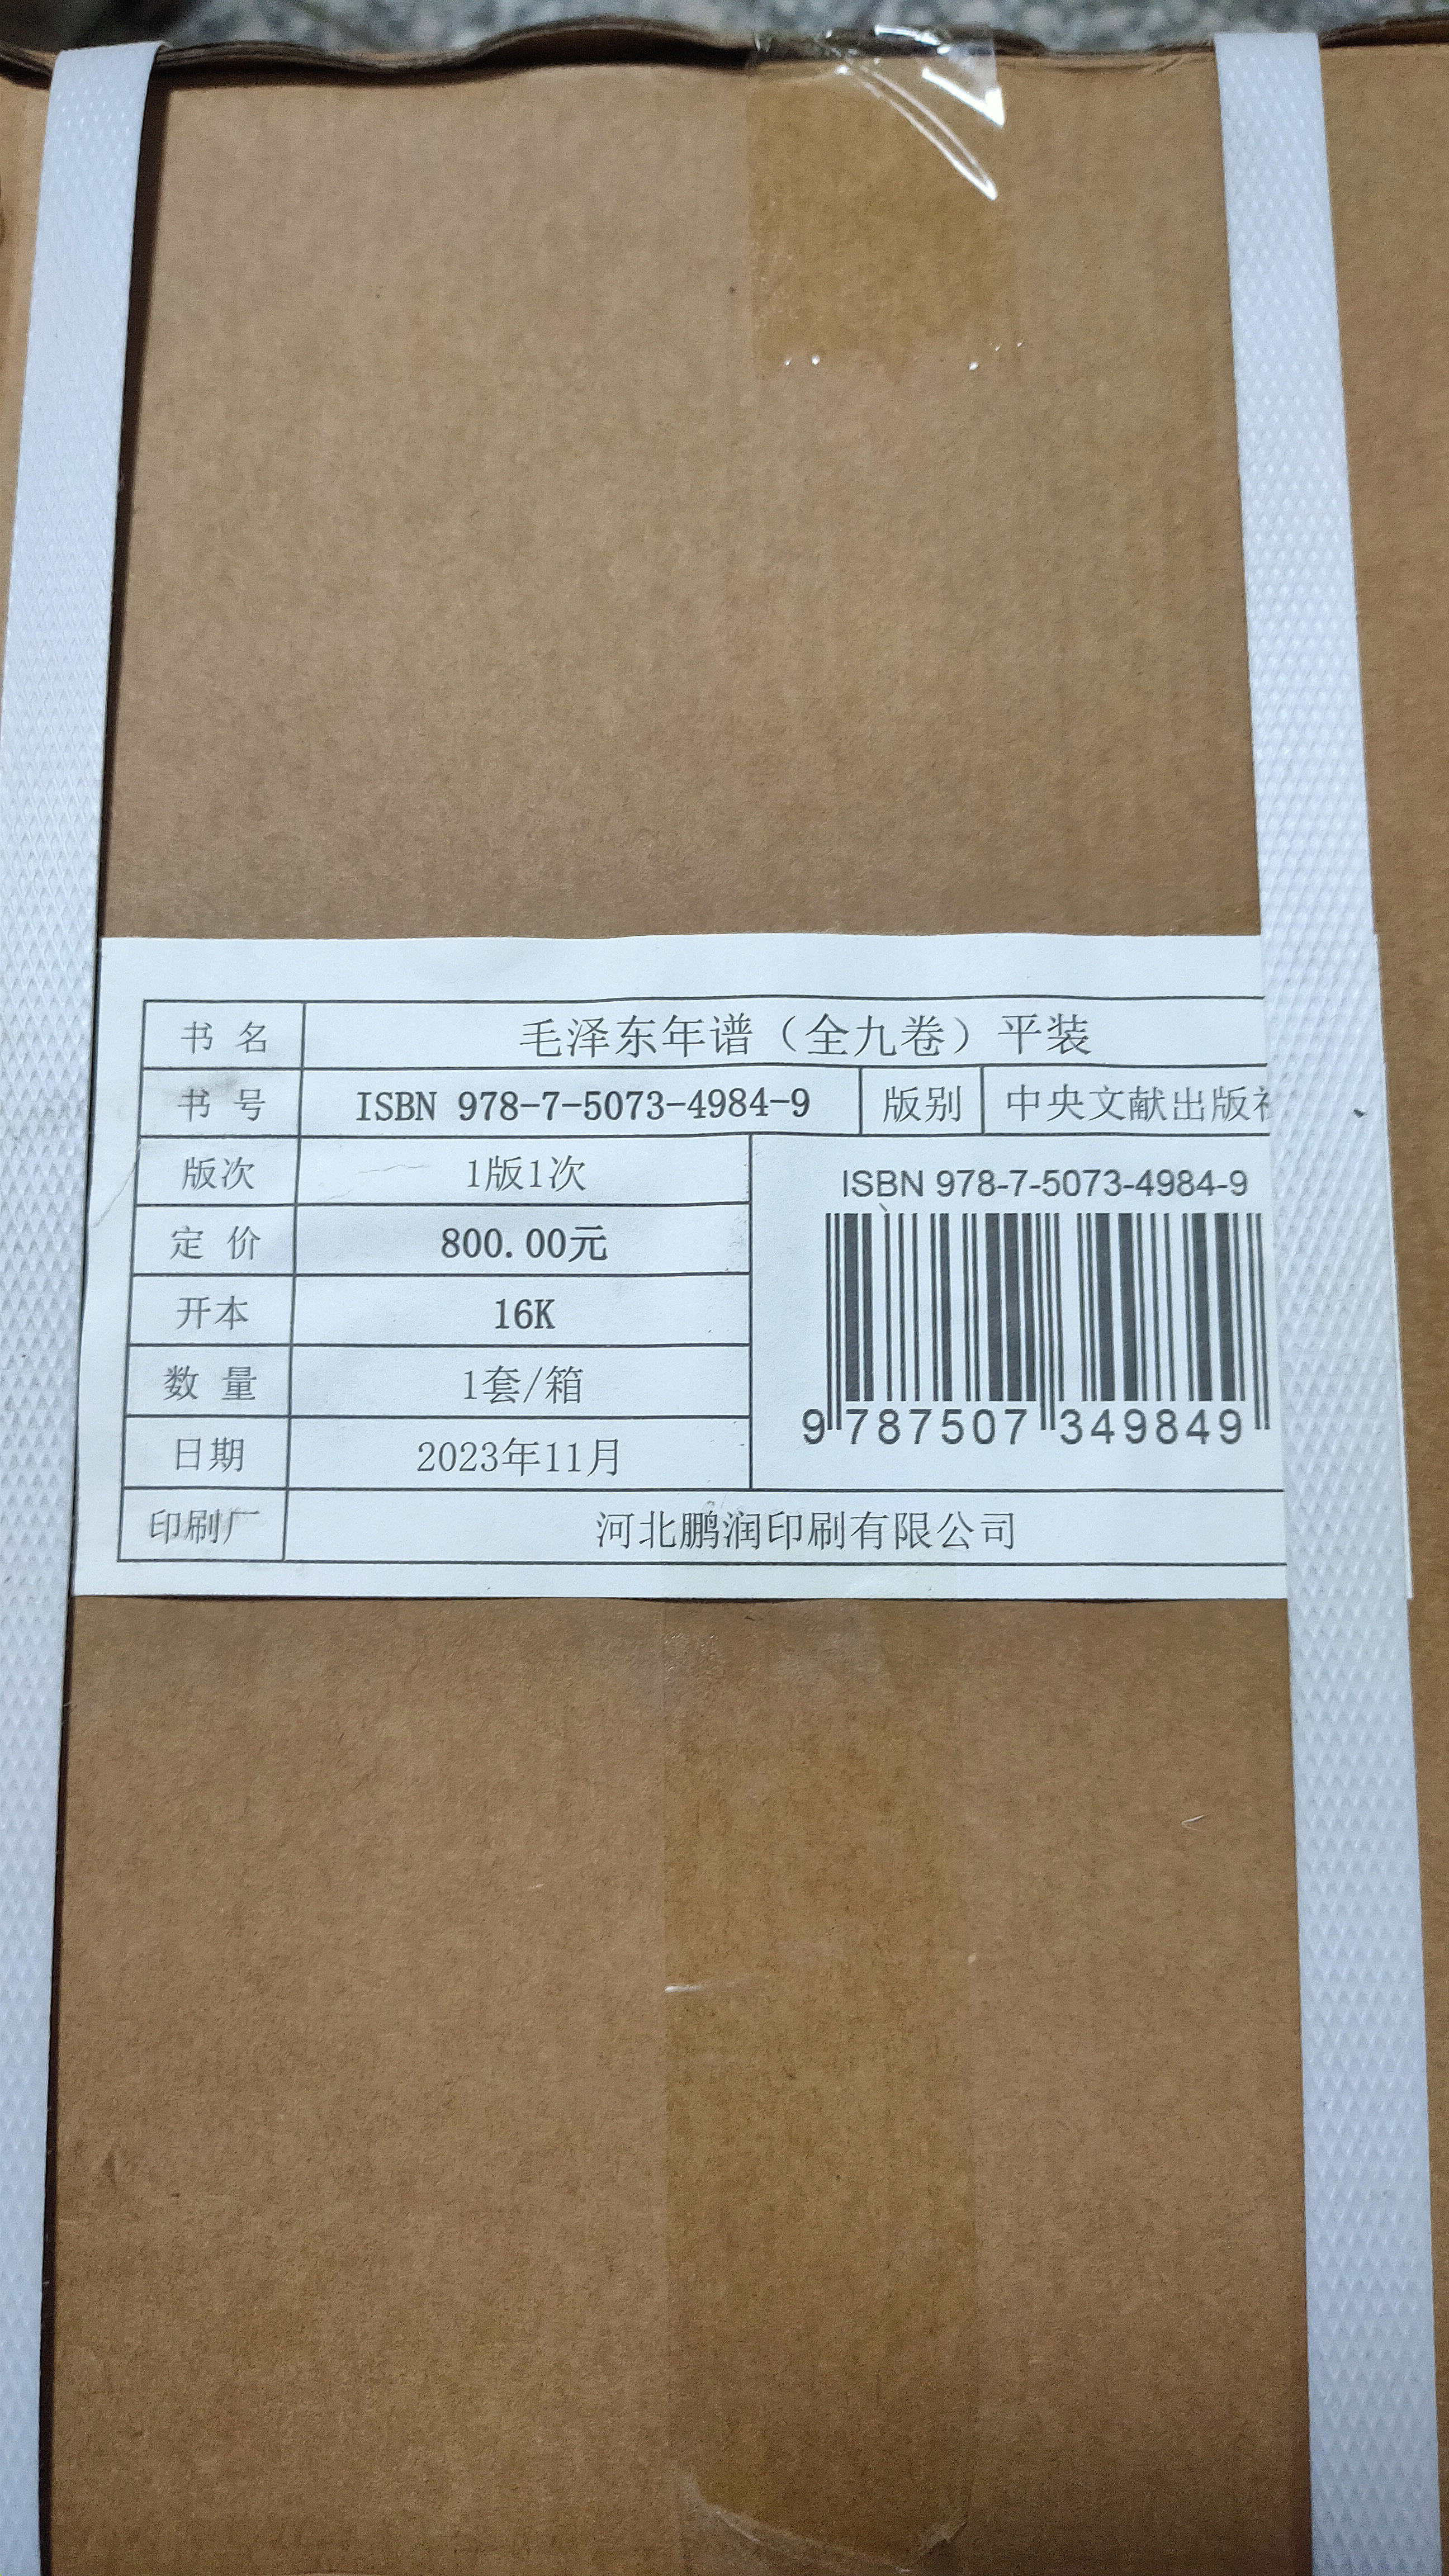 书 名 毛泽东年谱（全九卷）平装
书 号 ISBN 978-7-5073-4984-9 版别 中央文献出版社
版次 1版1次
ISBN 978-7-5073-4984-9
定 价 800.00元
开本 16K
数 量 1套/箱
9 787507 349849
日期 2023年11月
印刷厂 河北鹏润印刷有限公司